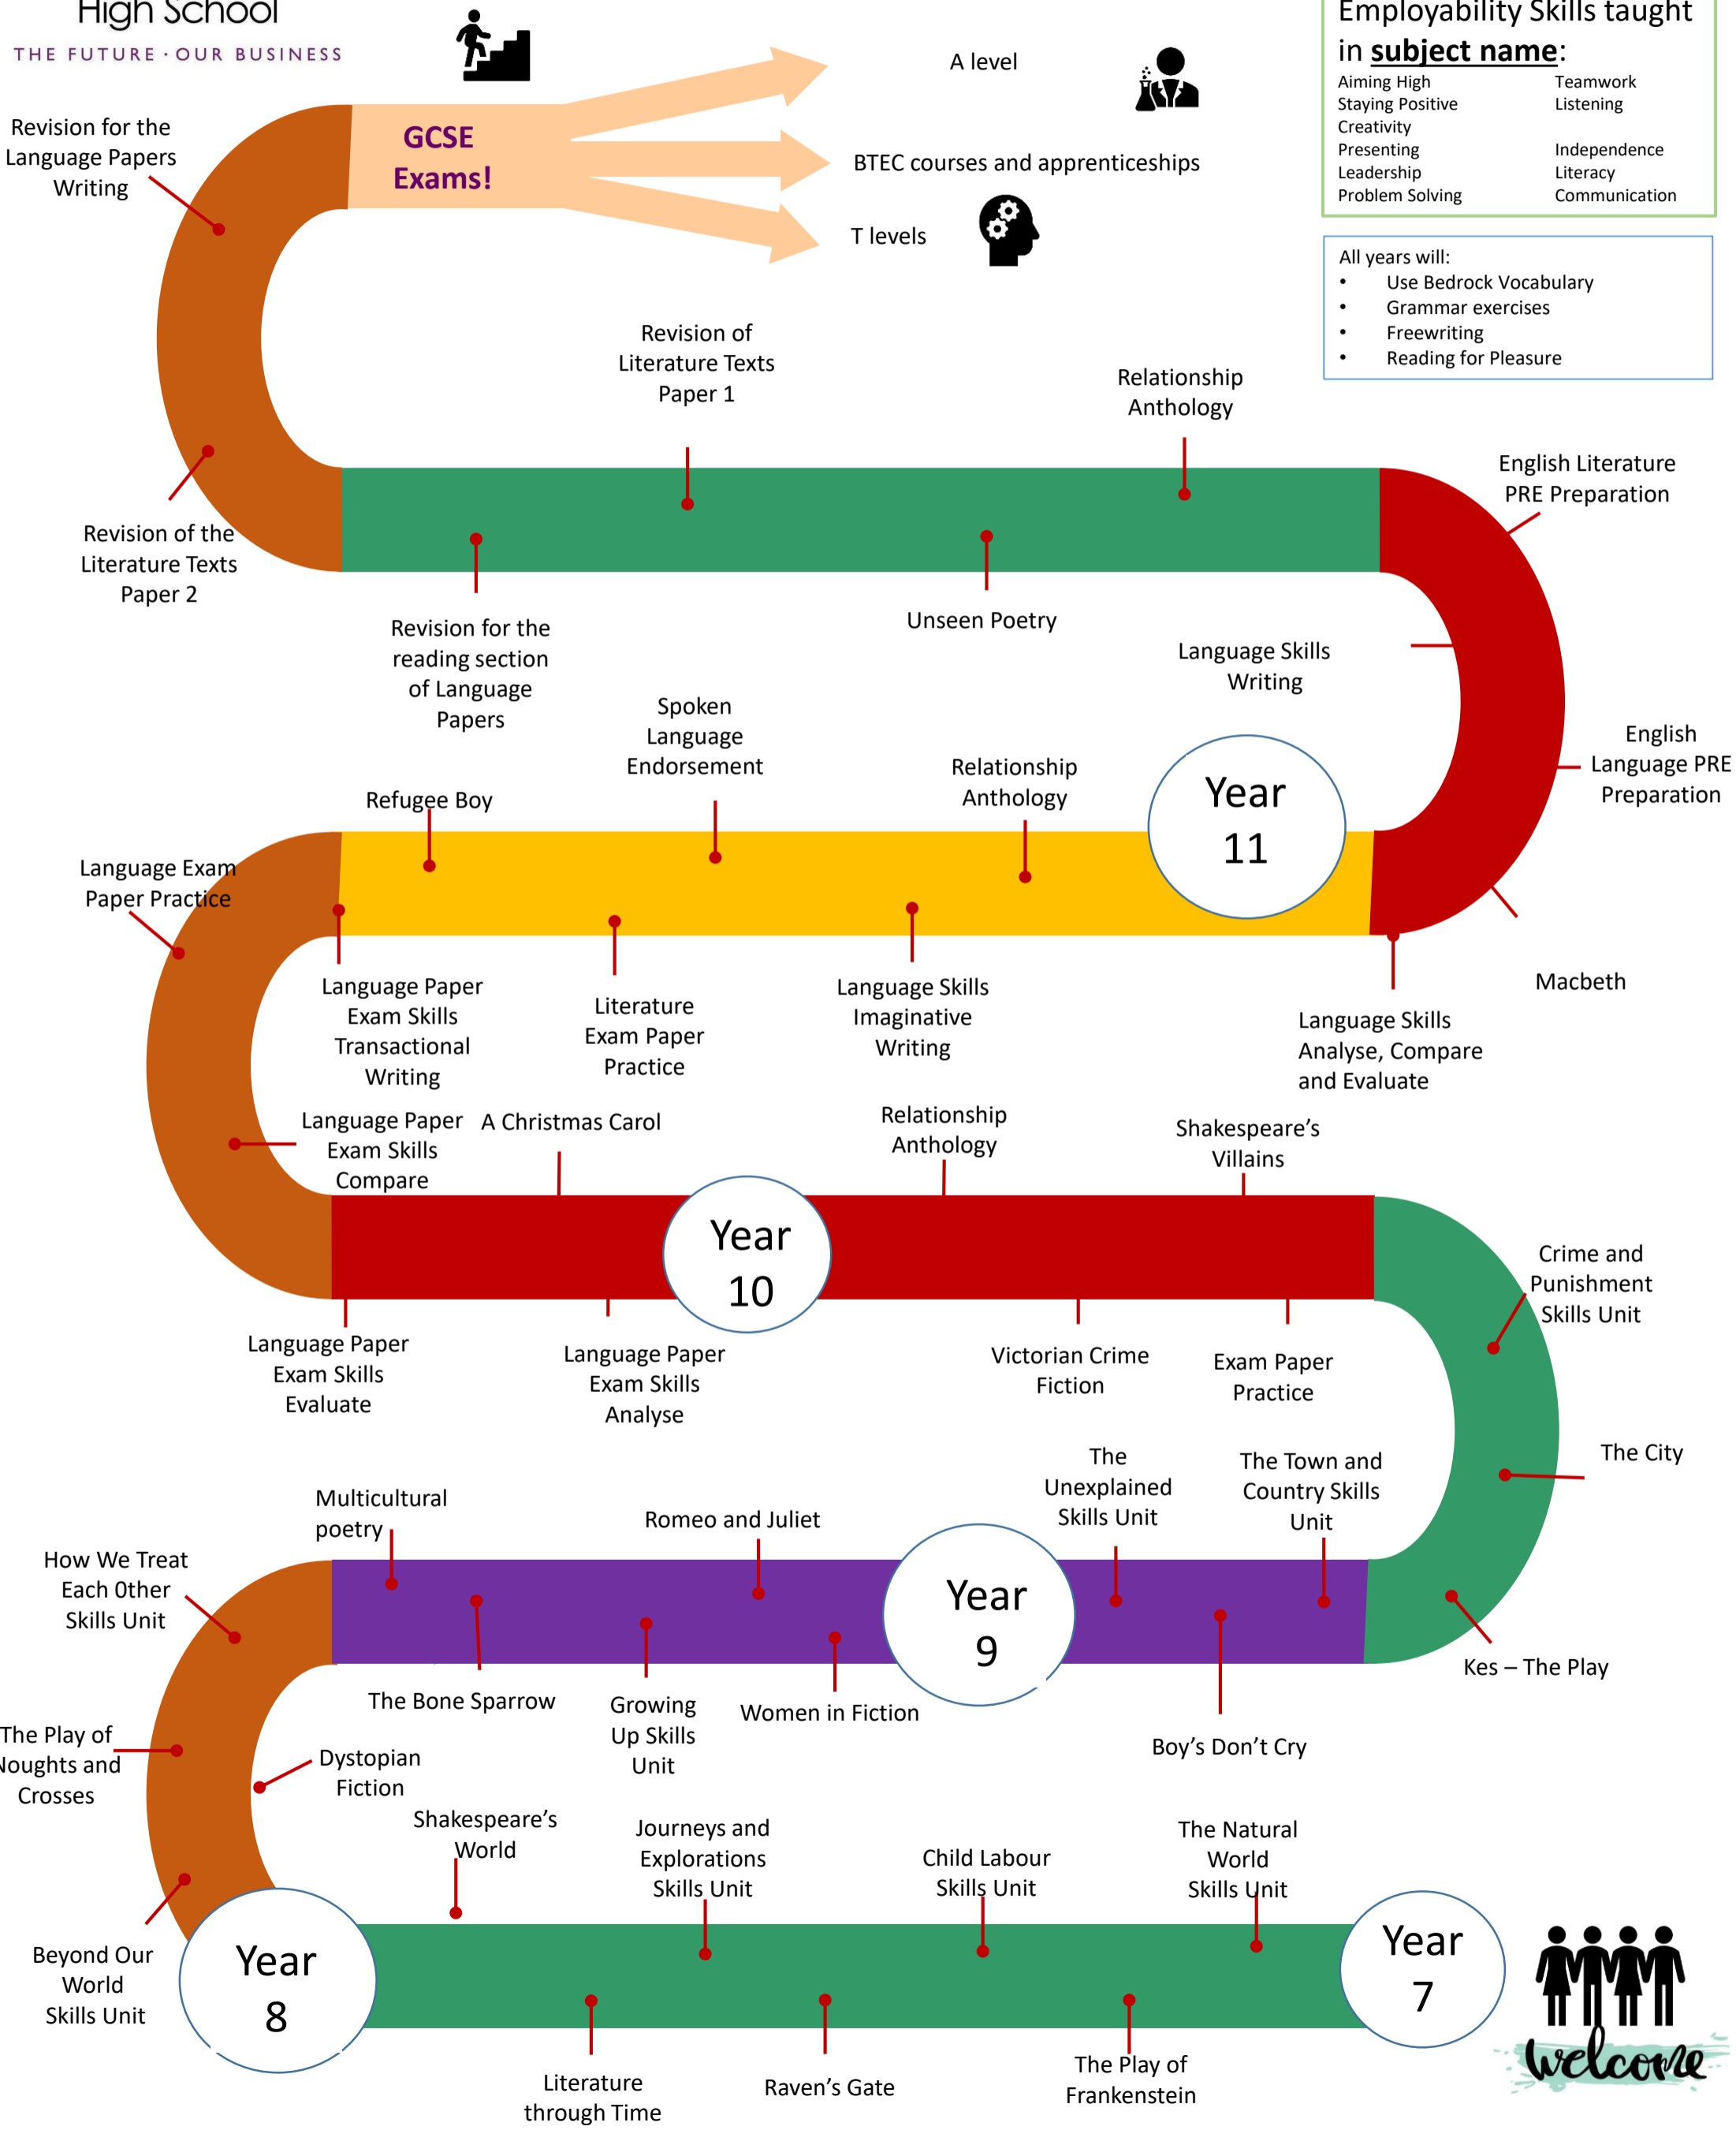 High School
THE FUTURE · OUR BUSINESS
Employability Skills taught
in subject name:
Aiming High Teamwork
Staying Positive Listening
Creativity
Presenting Independence
Leadership Literacy
Problem Solving Communication
All years will:
• Use Bedrock Vocabulary
• Grammar exercises
• Freewriting
• Reading for Pleasure
A level
BTEC courses and apprenticeships
T levels
GCSE
Exams!
Revision for the
Language Papers
Writing
Revision of the
Literature Texts
Paper 2
Revision of
Literature Texts
Paper 1
Relationship
Anthology
English Literature
PRE Preparation
Revision for the
reading section
of Language
Papers
Unseen Poetry
Language Skills
Writing
English
Language PRE
Preparation
Spoken
Language
Endorsement
Refugee Boy
Relationship
Anthology
Year
11
Language Exam
Paper Practice
Language Paper
Exam Skills
Transactional
Writing
Literature
Exam Paper
Practice
Language Skills
Imaginative
Writing
Macbeth
Language Skills
Analyse, Compare
and Evaluate
Language Paper
Exam Skills
Compare
A Christmas Carol
Relationship
Anthology
Shakespeare's
Villains
Year
10
Crime and
Punishment
Skills Unit
Language Paper
Exam Skills
Evaluate
Language Paper
Exam Skills
Analyse
Victorian Crime
Fiction
Exam Paper
Practice
The City
Multicultural
poetry
Romeo and Juliet
The
Unexplained
Skills Unit
The Town and
Country Skills
Unit
How We Treat
Each 0ther
Skills Unit
Year
9
Kes – The Play
The Bone Sparrow
Growing
Up Skills
Unit
Women in Fiction
Boy's Don't Cry
The Play of
Noughts and
Crosses
Dystopian
Fiction
Shakespeare's
World
Journeys and
Explorations
Skills Unit
Child Labour
Skills Unit
The Natural
World
Skills Unit
Beyond Our
World
Skills Unit
Year
8
Year
7
Literature
through Time
Raven's Gate
The Play of
Frankenstein
welcome